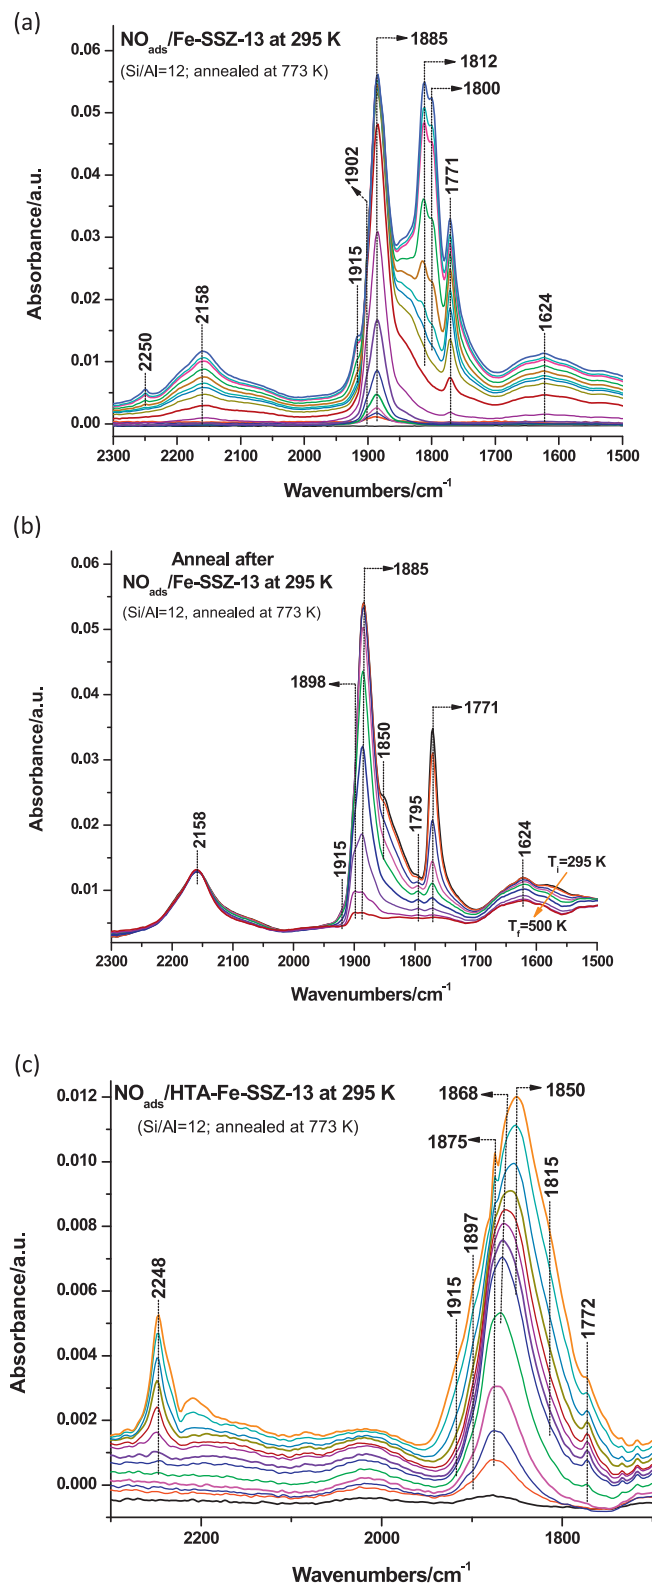 (a)
NOads/Fe-SSZ-13 at 295 K
(Si/Al=12; annealed at 773 K)
1885
1812
1800
1902
1771
1915
2158
2250
1624
0.06
0.05
0.04
0.03
0.02
0.01
0.00
Absorbance/a.u.
2300 2200 2100 2000 1900 1800 1700 1600 1500
Wavenumbers/cm-1
(b)
Anneal after
NOads/Fe-SSZ-13 at 295 K
(Si/Al=12, annealed at 773 K)
1885
1898
1850
1771
1795
1915
2158
1624
Ti=295 K
Tf=500 K
0.06
0.05
0.04
0.03
0.02
0.01
Absorbance/a.u.
2300 2200 2100 2000 1900 1800 1700 1600 1500
Wavenumbers/cm-1
(c)
NOads/HTA-Fe-SSZ-13 at 295 K
(Si/Al=12; annealed at 773 K)
1868
1850
1875
1815
1897
1915
1772
2248
0.012
0.010
0.008
0.006
0.004
0.002
0.000
Absorbance/a.u.
2200 2000 1800
Wavenumbers/cm-1